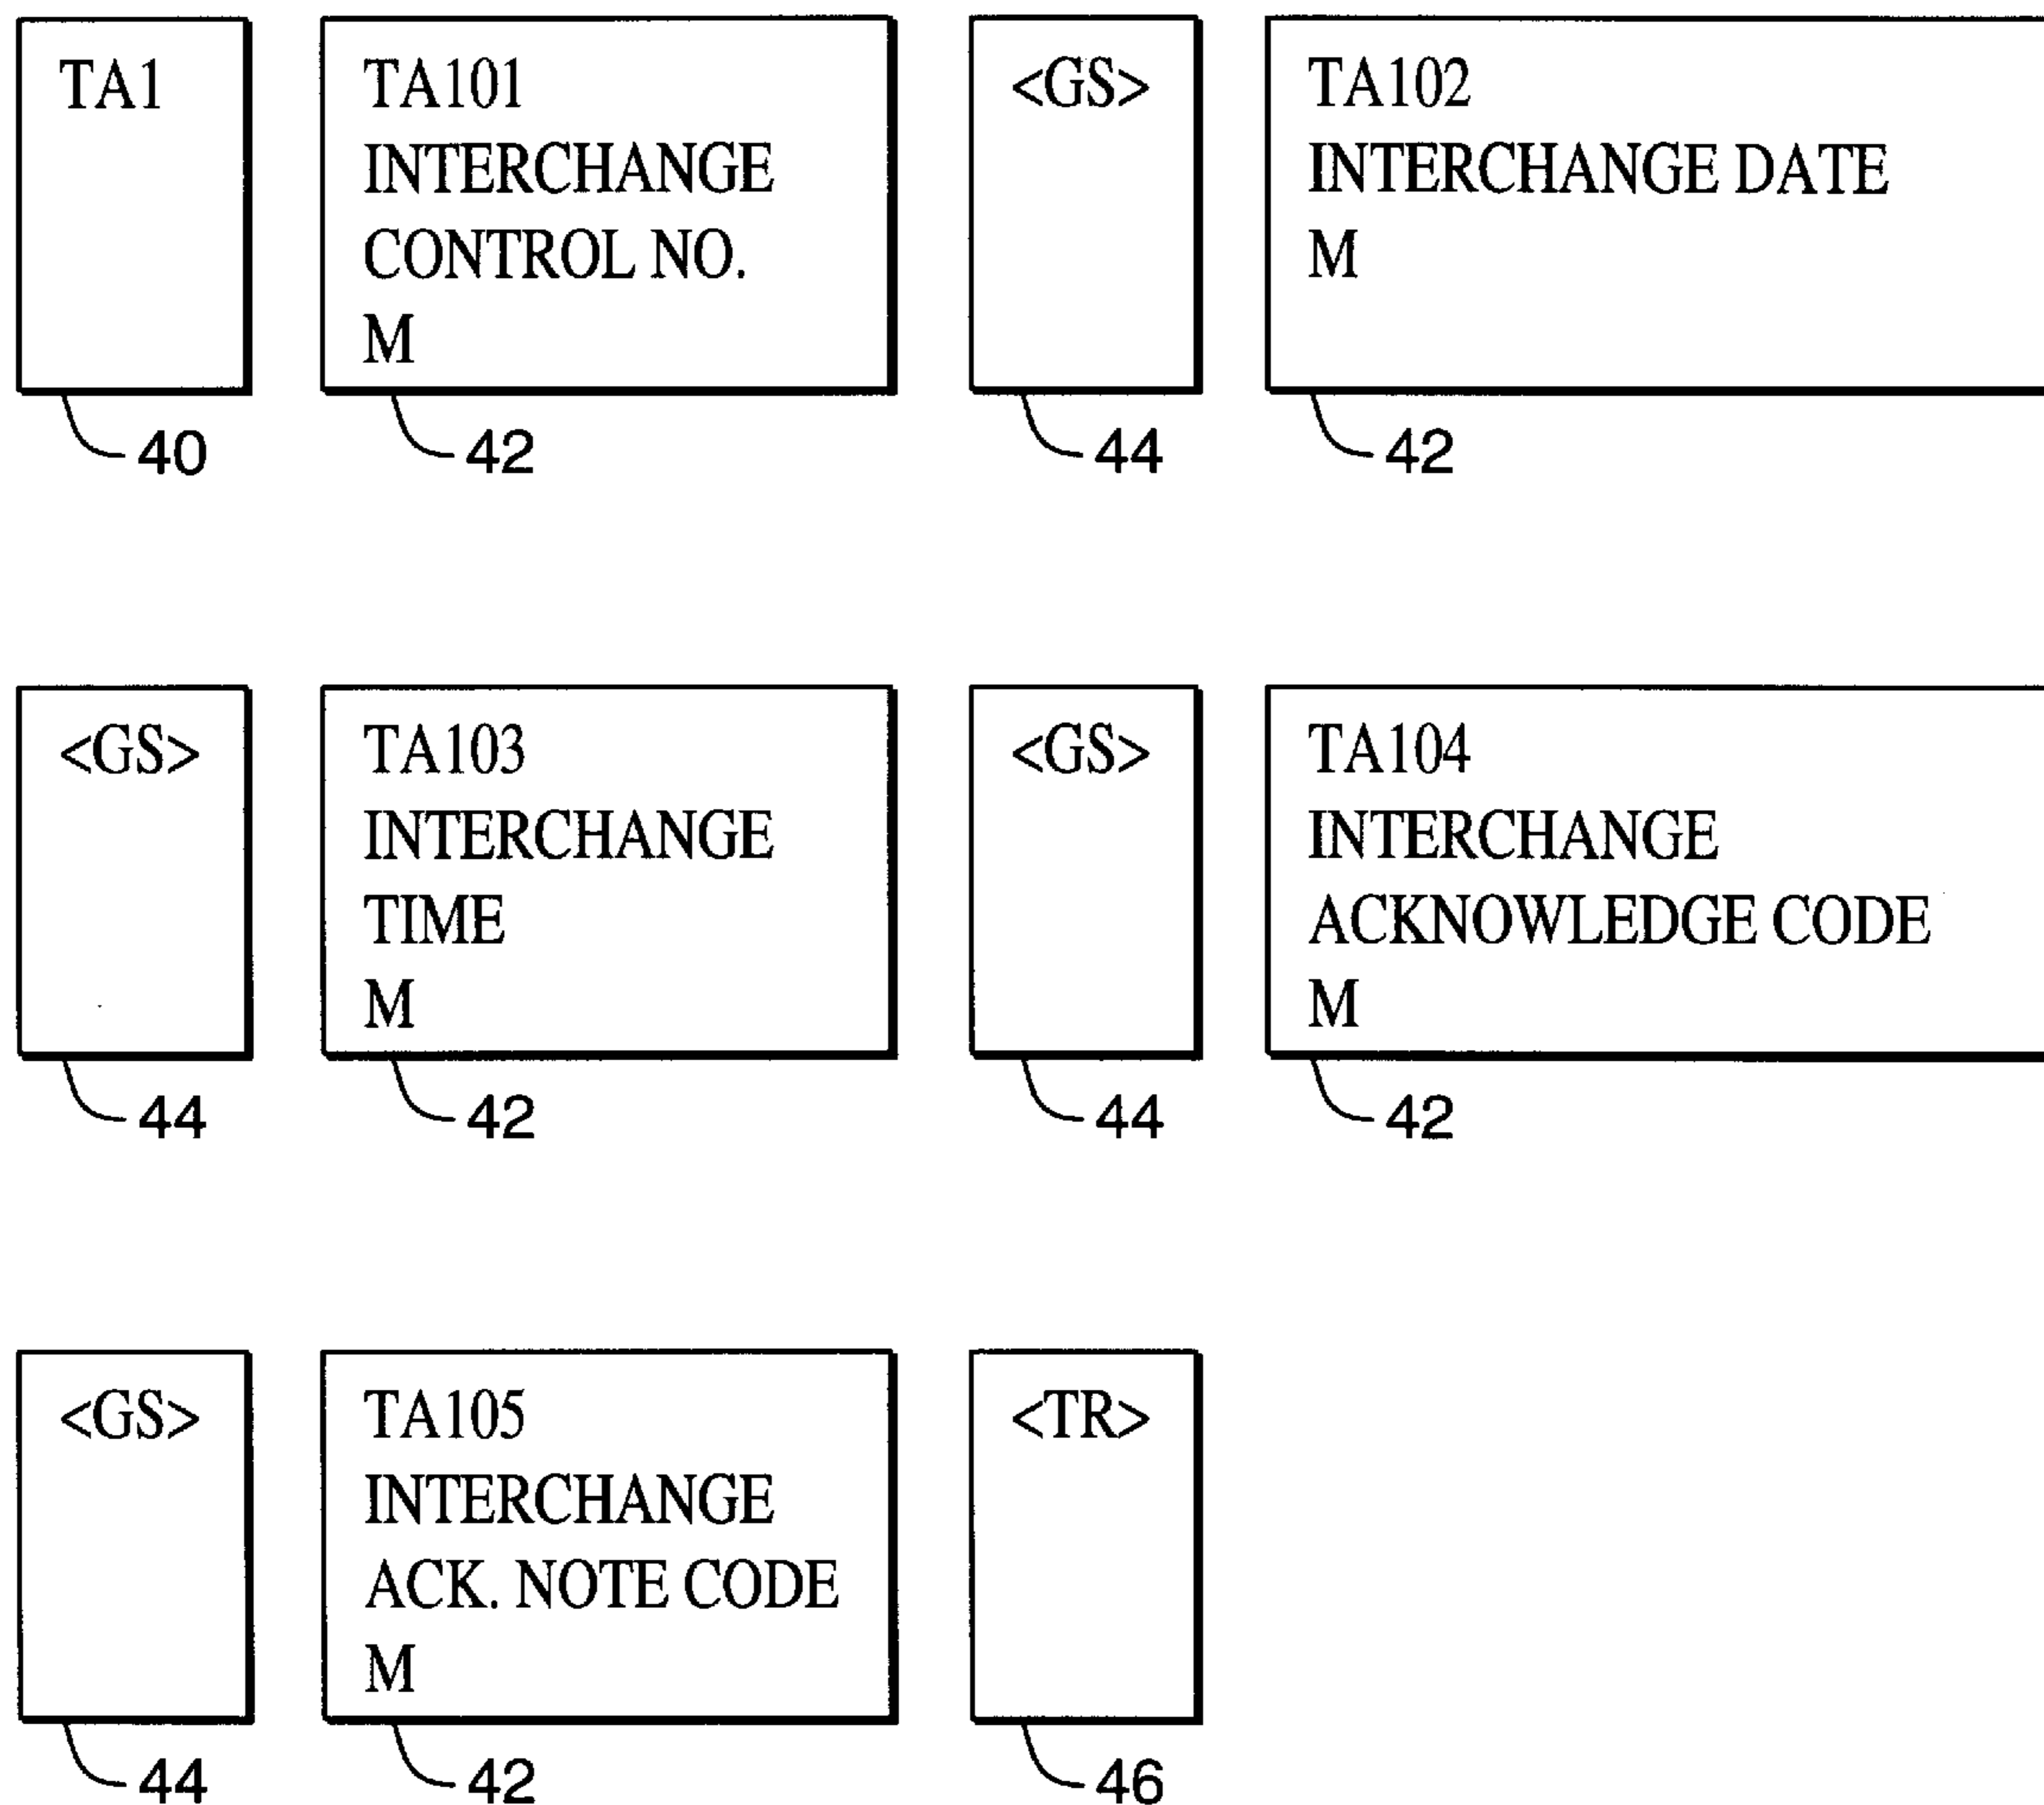 TA1
TA101
INTERCHANGE
CONTROL NO.
M
<GS>
TA102
INTERCHANGE DATE
M
40
42
44
42
<GS>
TA103
INTERCHANGE
TIME
M
<GS>
TA104
INTERCHANGE
ACKNOWLEDGE CODE
M
44
42
44
42
<GS>
TA105
INTERCHANGE
ACK. NOTE CODE
M
<TR>
44
42
46